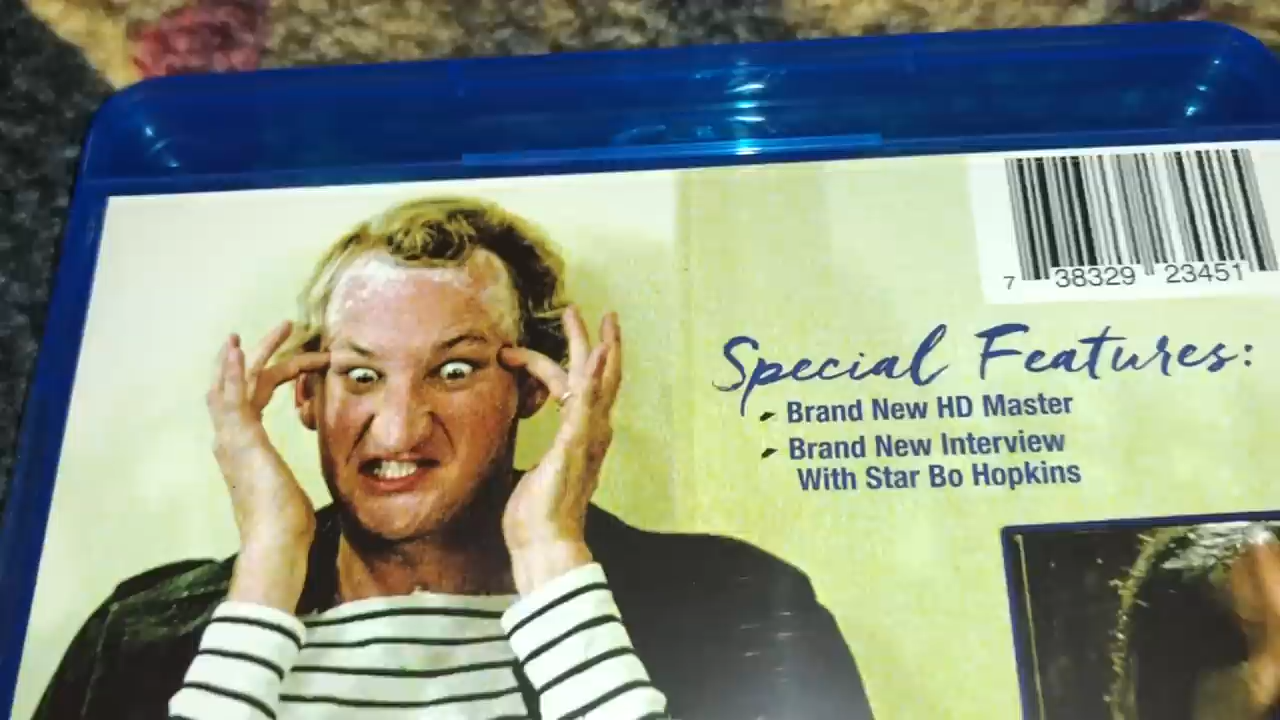 7 38329 23451
Special Features:
Brand New HD Master
Brand New Interview
With Star Bo Hopkins